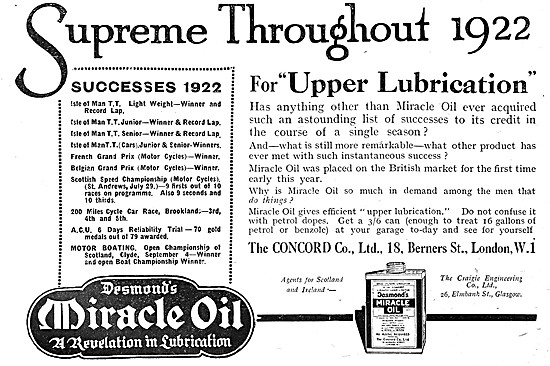 Supreme Throughout 1922
SUCCESSES 1922
Isle of Man T.T. Light Weight—Winner and
Record Lap,
Isle of Man T.T. Junior—Winner & Record Lap,
Isle of Man T.T, Senior—Winner & Record Lap,
Isle of Man T.T. (Cars) Junior & Senior—Winners.
French Grand Prix (Motor Cycles)—Winner.
Belgian Grand Prix (Motor Cycles)—Winner.
Scottish Speed Championship (Motor Cycles),
(St. Andrews, July 29.)—9 firsts out of 10
races on programme. Also 9 seconds and
10 thirds.
200 Miles Cycle Car Race, Brookland:—3rd,
4th and 5th.
A.C.U. 6 Days Reliability Trial—70 gold
medals out of 79 awarded.
MOTOR BOATING, Open Championship of
Scotland, Clyde, September 4—Winner
and open Boat Championship Winner.
Desmond's
Miracle Oil
A Revelation in Lubrication
For "Upper Lubrication"
Has anything other than Miracle Oil ever acquired
such an astounding list of successes to its credit in
the course of a single season?
And—what is still more remarkable—what other product has
ever met with such instantaneous success?
Miracle Oil was placed on the British market for the first time
early this year.
Why is Miracle Oil so much in demand among the men that
do things?
Miracle Oil gives efficient "upper lubrication." Do not confuse it
with petrol dopes. Get a 3/6 can (enough to treat 16 gallons of
petrol or benzole) at your garage to-day and see for yourself
The CONCORD Co., Ltd., 18, Berners St., London, W.1
Agents for Scotland
and Ireland:—
Desmond's
MIRACLE
OIL
The Craigie Engineering
Co., Ltd.,
26, Elmbank St., Glasgow.